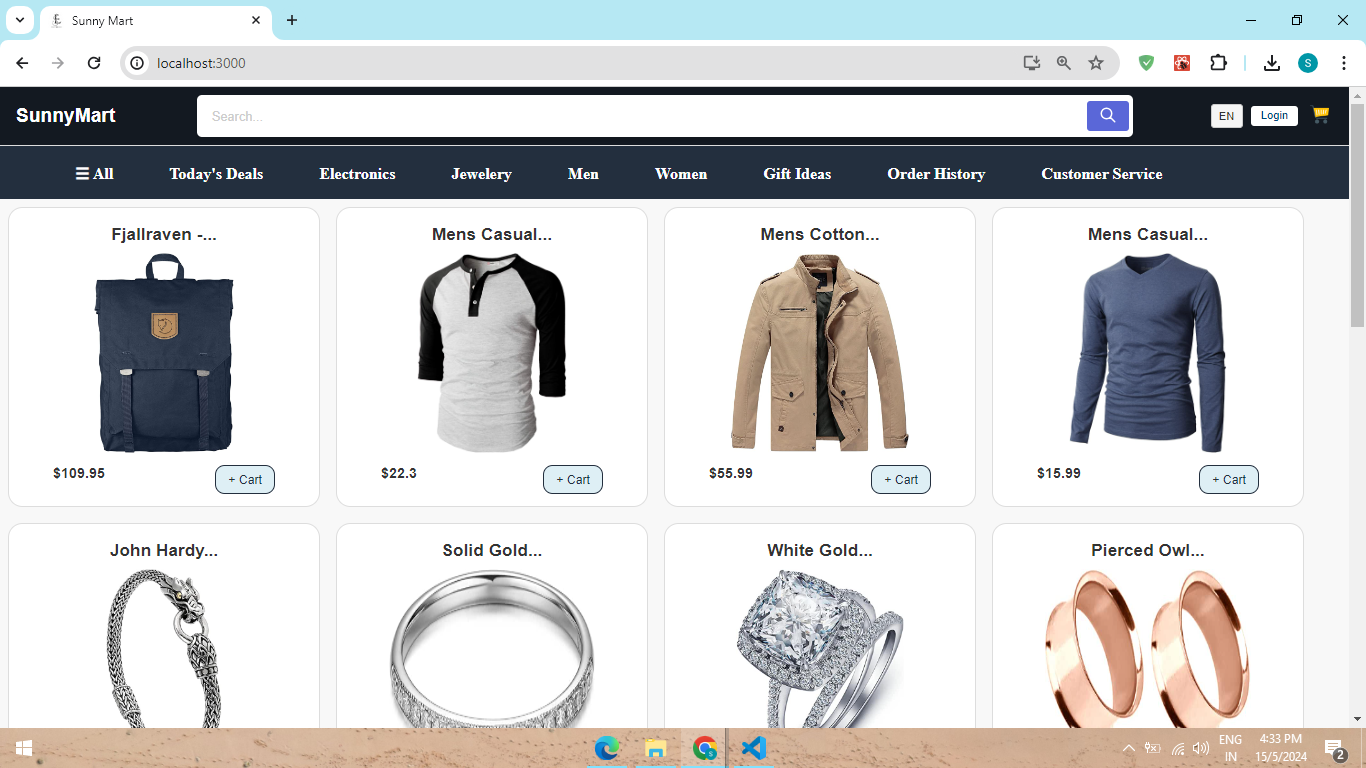 Sunny Mart
localhost:3000
SunnyMart
Search...
EN
Login
☰ All
Today's Deals
Electronics
Jewelery
Men
Women
Gift Ideas
Order History
Customer Service
Fjallraven -...
Mens Casual...
Mens Cotton...
Mens Casual...
$109.95
+ Cart
$22.3
+ Cart
$55.99
+ Cart
$15.99
+ Cart
John Hardy...
Solid Gold...
White Gold...
Pierced Owl...
S
ENG
IN
4:33 PM
15/5/2024
2